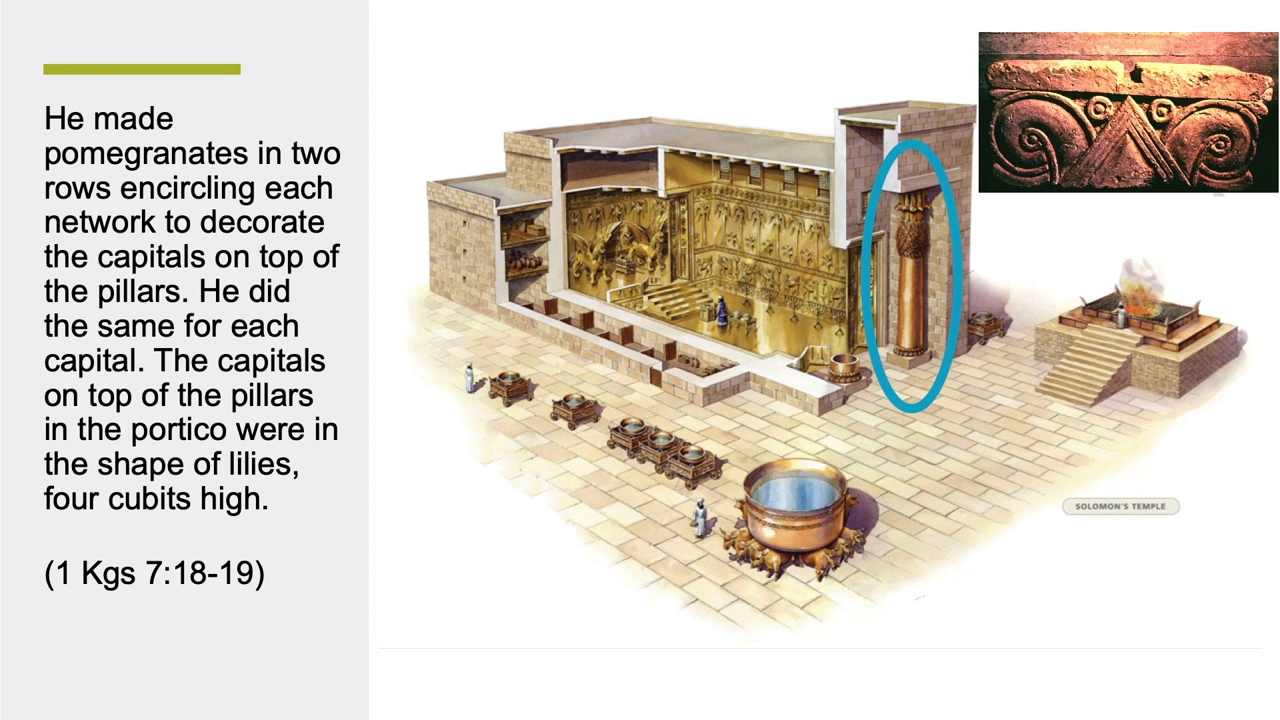 He made
pomegranates in two
rows encircling each
network to decorate
the capitals on top of
the pillars. He did
the same for each
capital. The capitals
on top of the pillars
in the portico were in
the shape of lilies,
four cubits high.
(1 Kgs 7:18-19)
SOLOMON'S TEMPLE